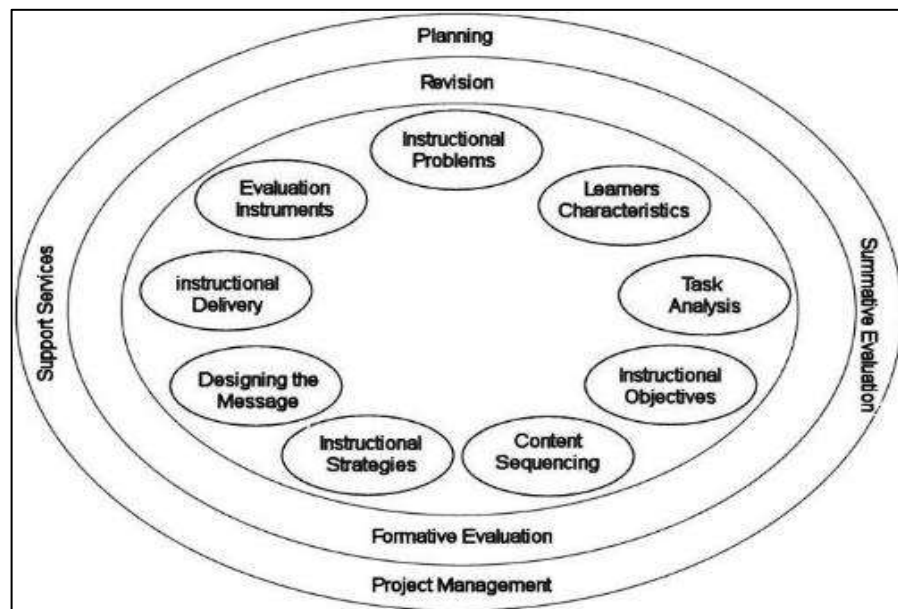 Planning
Revision
Instructional
Problems
Evaluation
Instruments
Learners
Characteristics
instructional
Delivery
Task
Analysis
Support Services
Summative Evaluation
Designing the
Message
Instructional
Objectives
Instructional
Strategies
Content
Sequencing
Formative Evaluation
Project Management